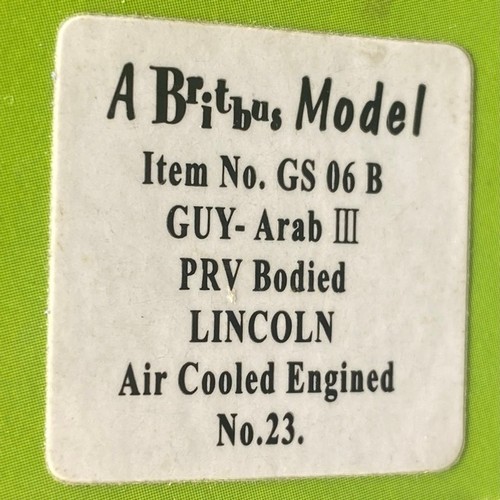 A Britbus Model
Item No. GS 06 B
GUY- Arab III
PRV Bodied
LINCOLN
Air Cooled Engined
No.23.